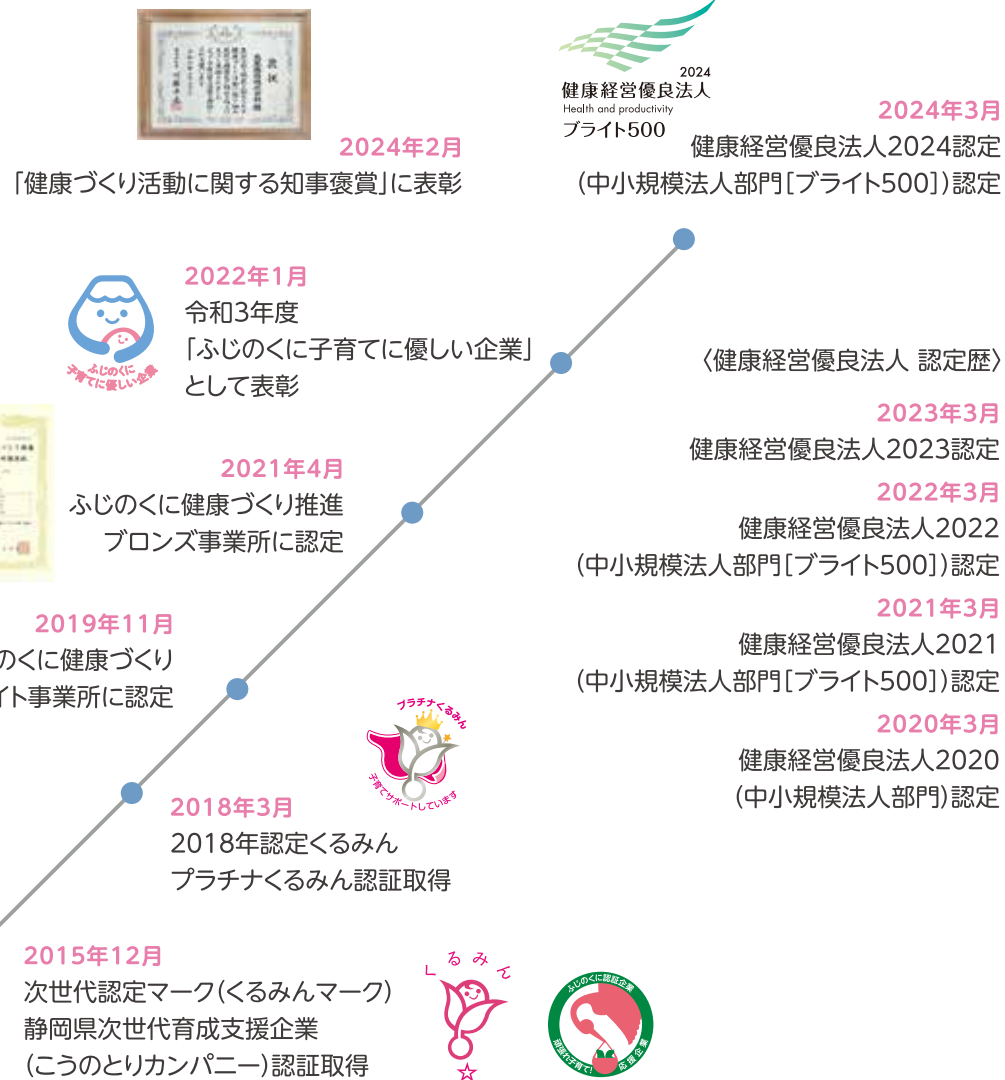 賞状
2024年2月
「健康づくり活動に関する知事褒賞」に表彰
2024
健康経営優良法人
Health and productivity
ブライト500
2024年3月
健康経営優良法人2024認定
(中小規模法人部門[ブライト500])認定
2022年1月
令和3年度
「ふじのくに子育てに優しい企業」
として表彰
ふじのくに
子育てに優しい企業
〈健康経営優良法人 認定歴〉
2023年3月
健康経営優良法人2023認定
2022年3月
健康経営優良法人2022
(中小規模法人部門[ブライト500])認定
2021年3月
健康経営優良法人2021
(中小規模法人部門[ブライト500])認定
2020年3月
健康経営優良法人2020
(中小規模法人部門)認定
2021年4月
ふじのくに健康づくり推進
ブロンズ事業所に認定
2019年11月
のくに健康づくり
イト事業所に認定
プラチナくるみん
子育てサポートしています
2018年3月
2018年認定くるみん
プラチナくるみん認証取得
2015年12月
次世代認定マーク(くるみんマーク)
静岡県次世代育成支援企業
(こうのとりカンパニー)認証取得
くるみん
ふじのくに認証企業
頑張れ子育て!
応援企業